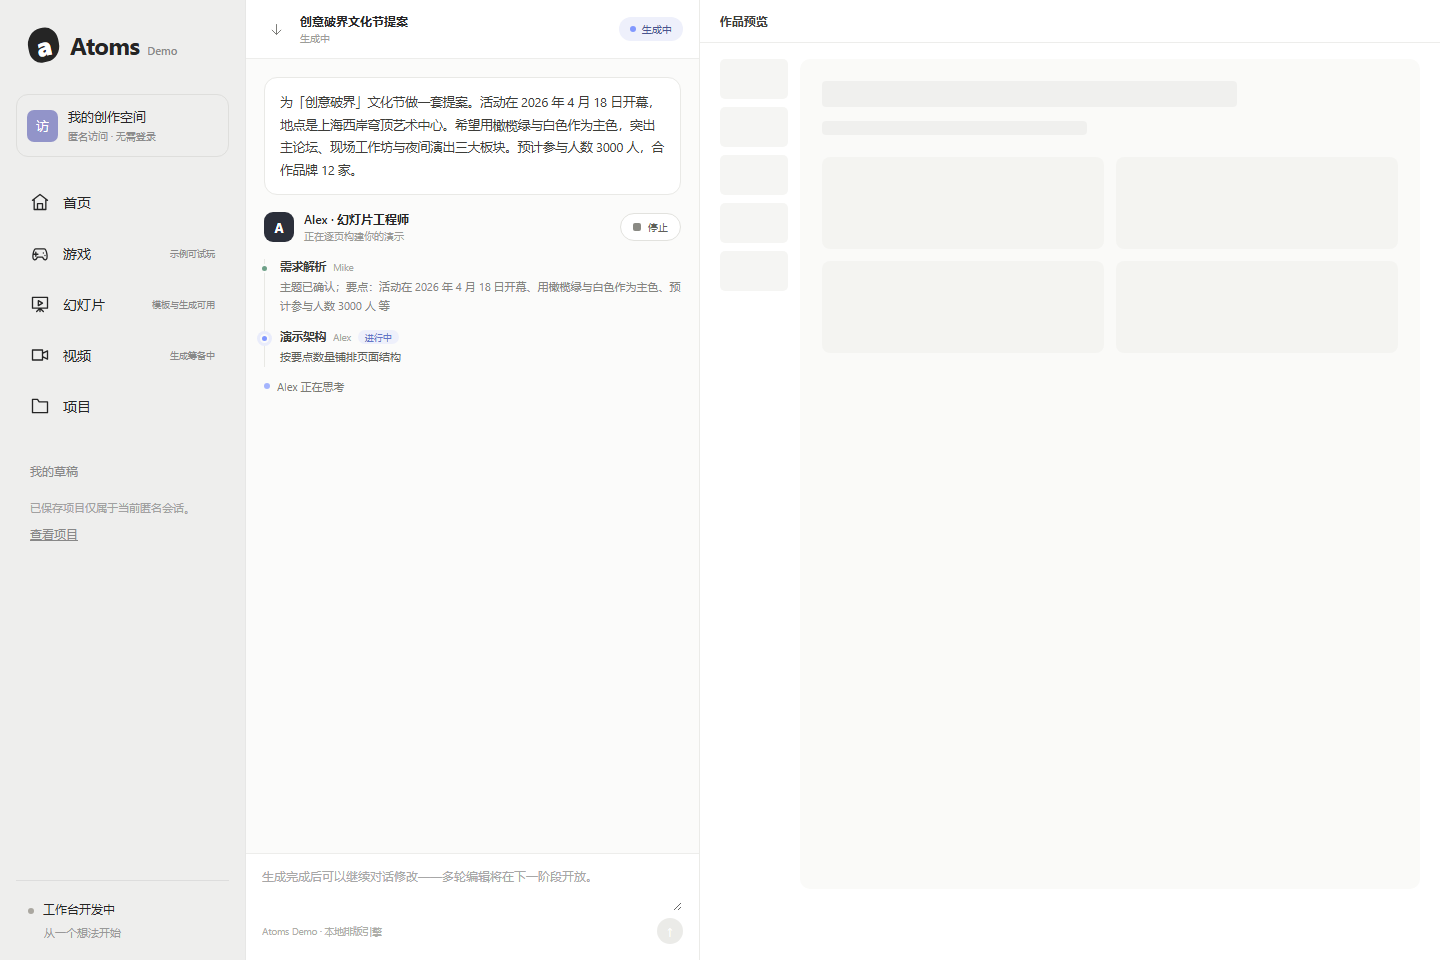 a Atoms Demo
访 我的创作空间
匿名访问 · 无需登录
首页
游戏 示例可试玩
幻灯片 模板与生成可用
视频 生成筹备中
项目
我的草稿
已保存项目仅属于当前匿名会话。
查看项目
工作台开发中
从一个想法开始
创意破界文化节提案
生成中
生成中
为「创意破界」文化节做一套提案。活动在 2026 年 4 月 18 日开幕，
地点是上海西岸穹顶艺术中心。希望用橄榄绿与白色作为主色，突出
主论坛、现场工作坊与夜间演出三大板块。预计参与人数 3000 人，合
作品牌 12 家。
A Alex · 幻灯片工程师
正在逐页构建你的演示
停止
需求解析 Mike
主题已确认；要点：活动在 2026 年 4 月 18 日开幕、用橄榄绿与白色作为主色、预
计参与人数 3000 人 等
演示架构 Alex 进行中
按要点数量铺排页面结构
Alex 正在思考
生成完成后可以继续对话修改——多轮编辑将在下一阶段开放。
Atoms Demo · 本地排版引擎
作品预览